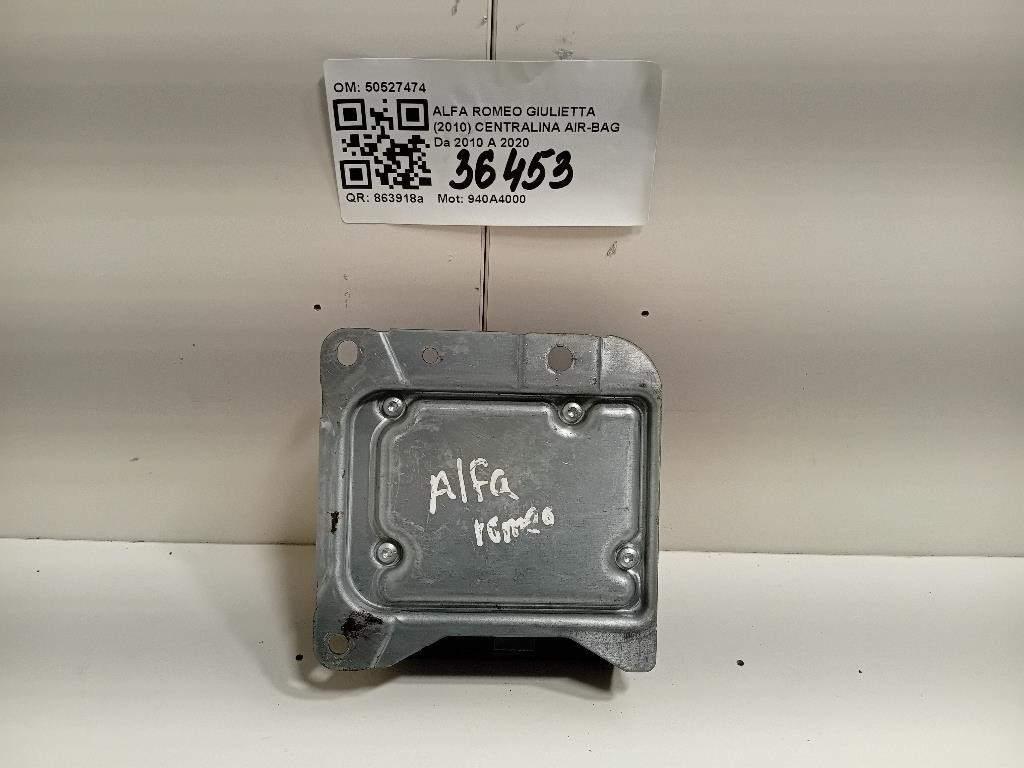 OM: 50527474
ALFA ROMEO GIULIETTA
(2010) CENTRALINA AIR-BAG
Da 2010 A 2020
36453
QR: 863918a Mot: 940A4000
Alfa
romeo